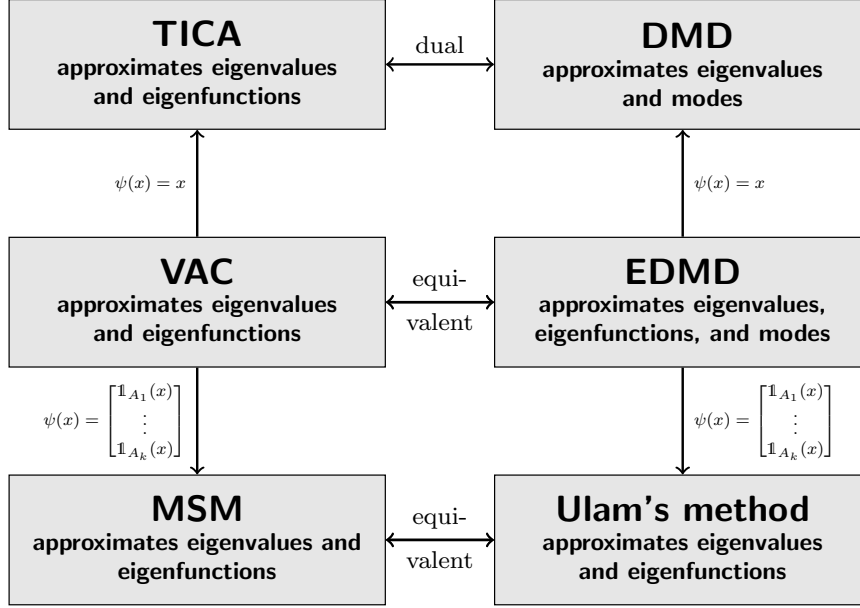 TICA
approximates eigenvalues
and eigenfunctions
dual
DMD
approximates eigenvalues
and modes
ψ(x) = x
ψ(x) = x
VAC
approximates eigenvalues
and eigenfunctions
equi-
valent
EDMD
approximates eigenvalues,
eigenfunctions, and modes
ψ(x) = [𝟙_{A_1}(x) ⋮ 𝟙_{A_k}(x)]
ψ(x) = [𝟙_{A_1}(x) ⋮ 𝟙_{A_k}(x)]
MSM
approximates eigenvalues and
eigenfunctions
equi-
valent
Ulam's method
approximates eigenvalues
and eigenfunctions